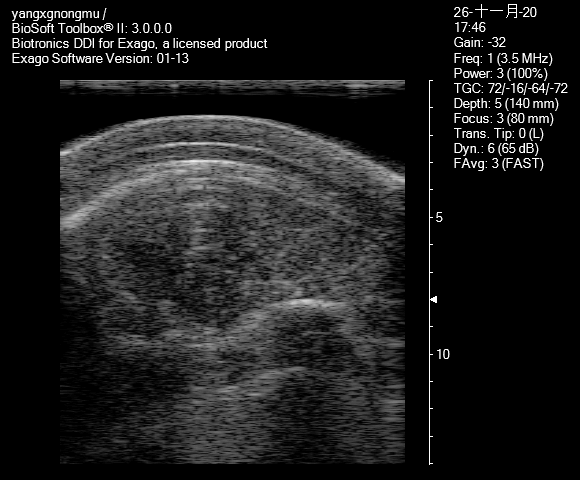 yangxgnongmu /
BioSoft Toolbox® II: 3.0.0.0
Biotronics DDI for Exago, a licensed product
Exago Software Version: 01-13
26-十一月-20
17:46
Gain: -32
Freq: 1 (3.5 MHz)
Power: 3 (100%)
TGC: 72/-16/-64/-72
Depth: 5 (140 mm)
Focus: 3 (80 mm)
Trans. Tip: 0 (L)
Dyn.: 6 (65 dB)
FAvg: 3 (FAST)
5
10